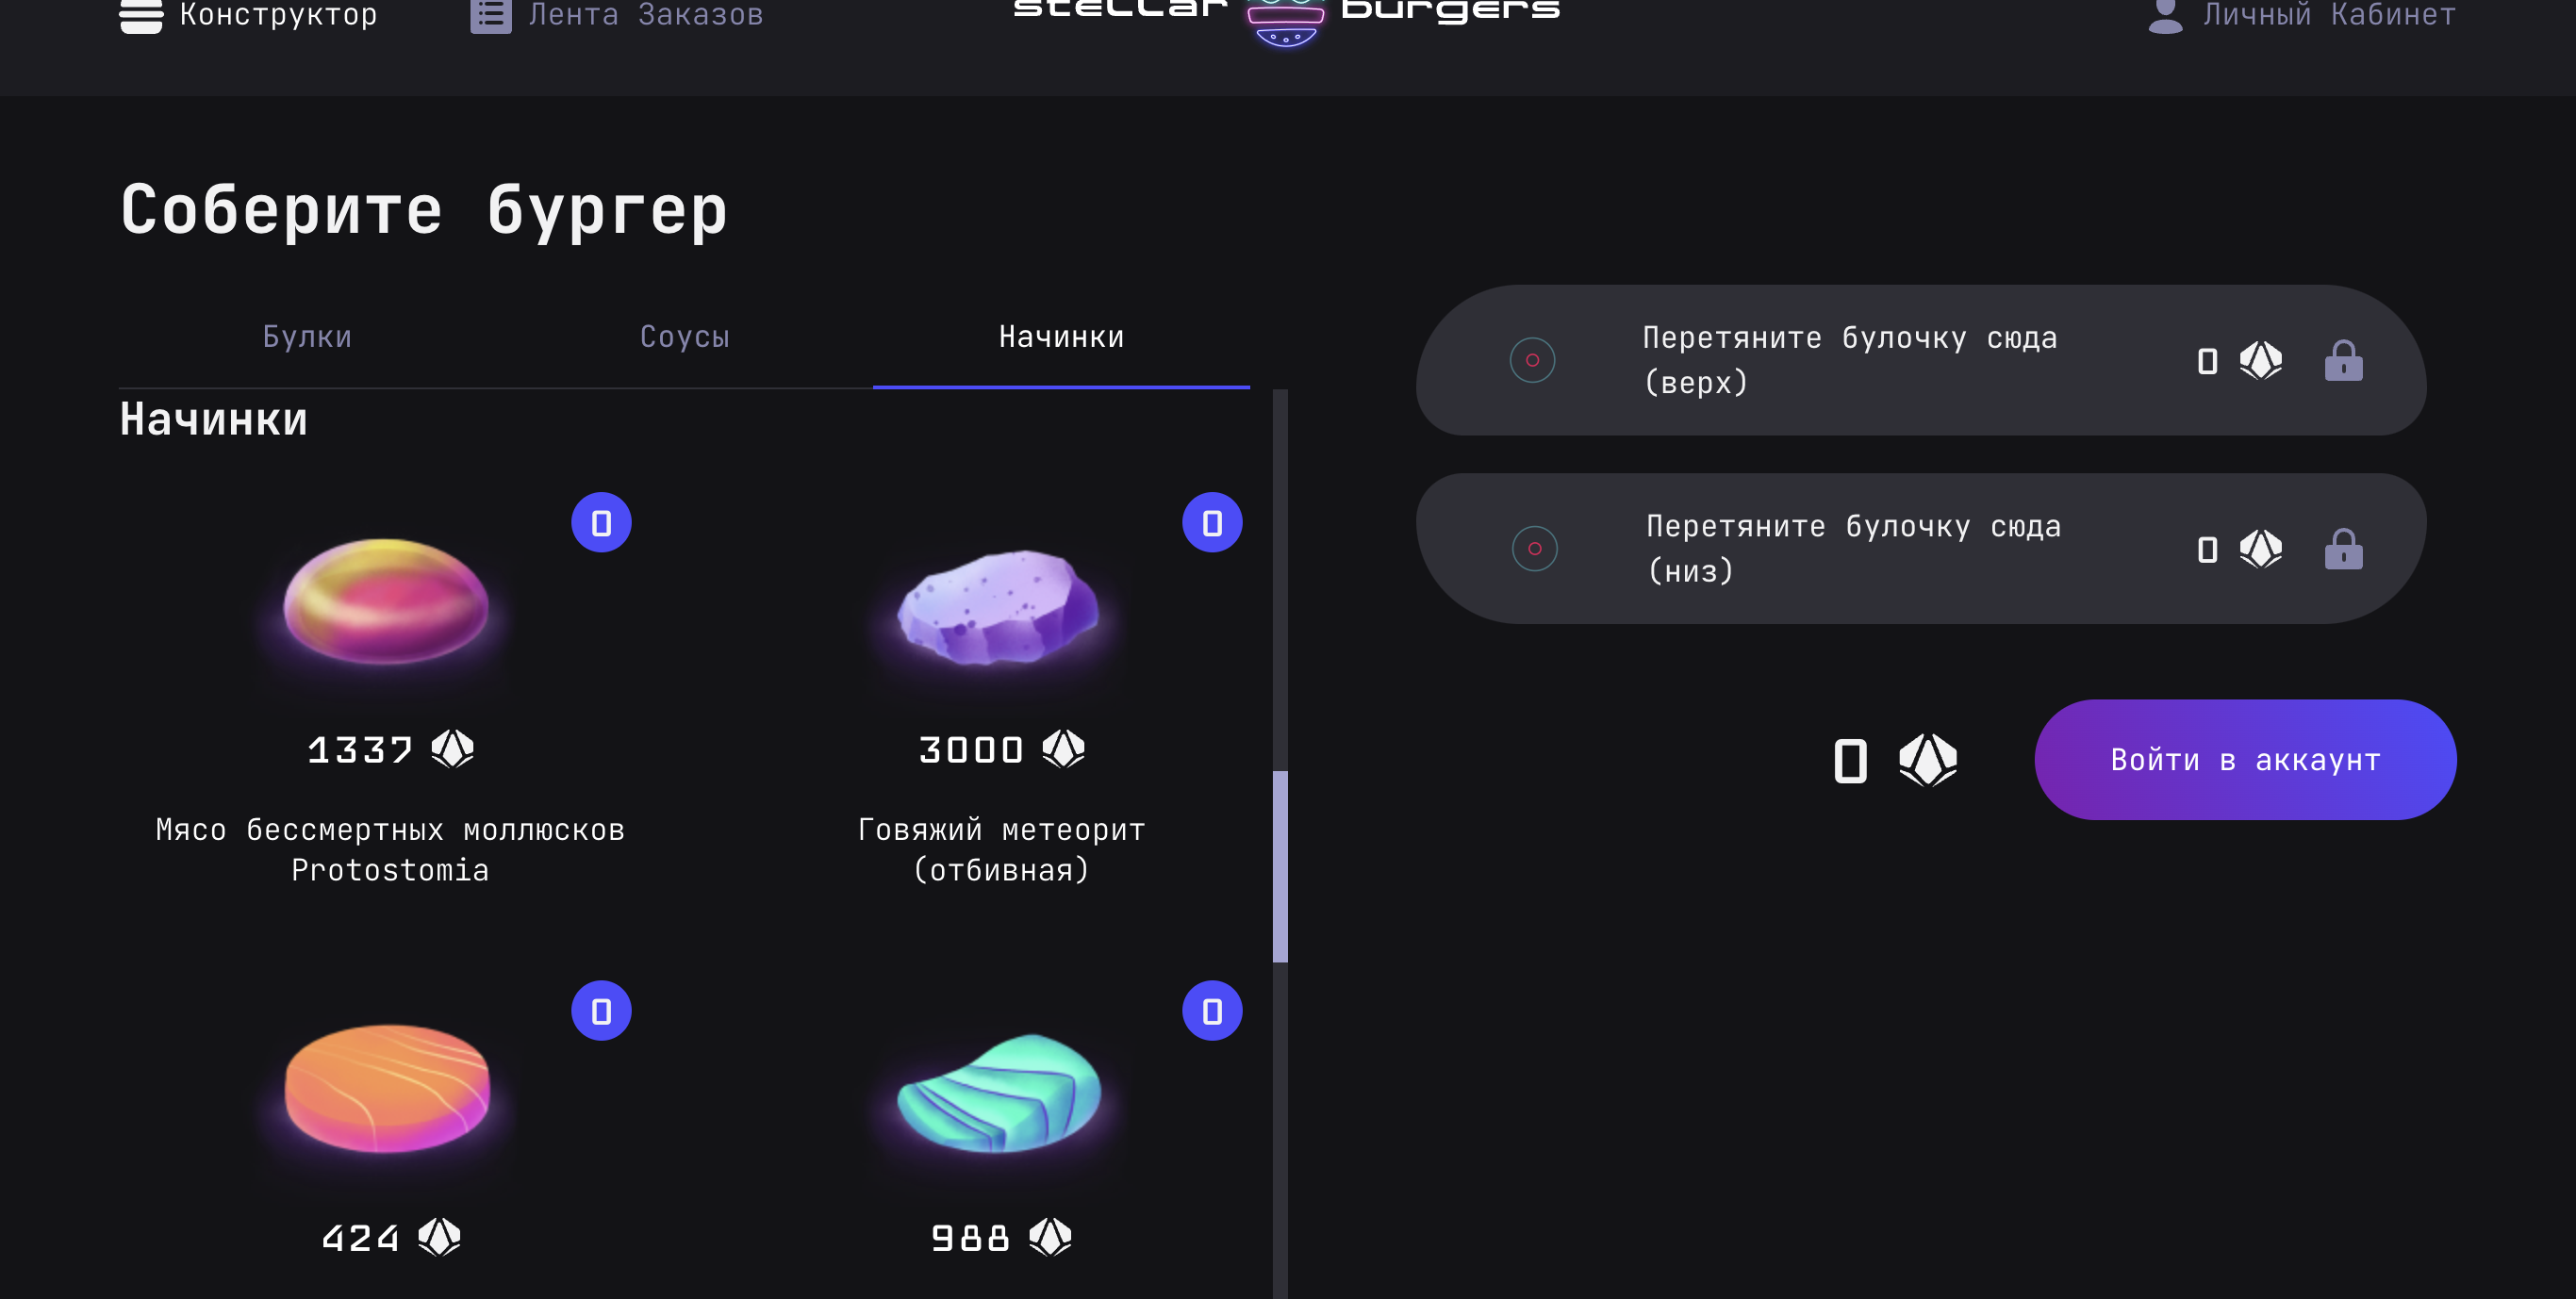 Конструктор
Лента Заказов
stellar burgers
Личный Кабинет
Соберите бургер
Булки
Соусы
Начинки
Начинки
0
0
1337
3000
Мясо бессмертных моллюсков
Protostomia
Говяжий метеорит
(отбивная)
0
0
424
988
Перетяните булочку сюда
(верх)
0
Перетяните булочку сюда
(низ)
0
0
Войти в аккаунт